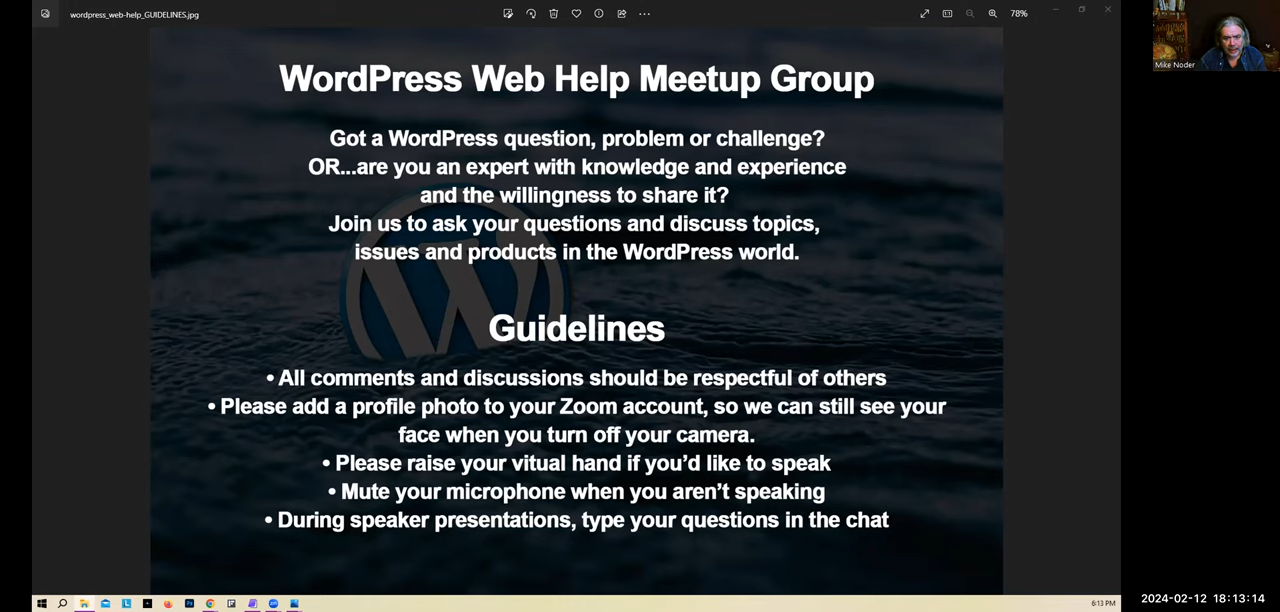 wordpress_web-help_GUIDELINES.jpg
78%
Mike Noder
WordPress Web Help Meetup Group
Got a WordPress question, problem or challenge?
OR...are you an expert with knowledge and experience
and the willingness to share it?
Join us to ask your questions and discuss topics,
issues and products in the WordPress world.
Guidelines
• All comments and discussions should be respectful of others
• Please add a profile photo to your Zoom account, so we can still see your
face when you turn off your camera.
• Please raise your vitual hand if you’d like to speak
• Mute your microphone when you aren’t speaking
• During speaker presentations, type your questions in the chat
6:13 PM
2024-02-12 18:13:14